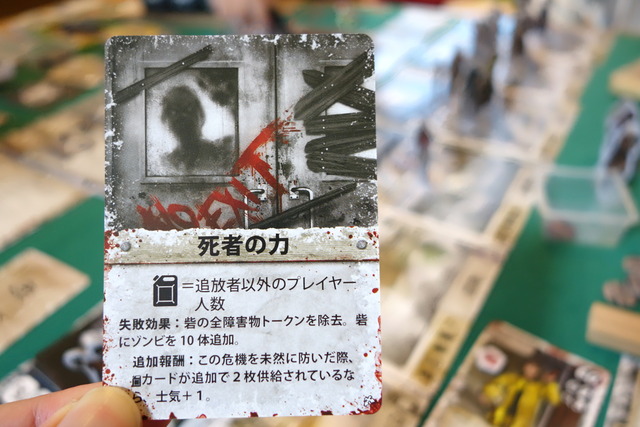 NO EXIT
死者の力
=追放者以外のプレイヤー
人数
失敗効果:砦の全障害物トークンを除去。砦
にゾンビを10体追加。
追加報酬:この危機を未然に防いだ際、
カードが追加で2枚供給されているな
ら、士気+1。